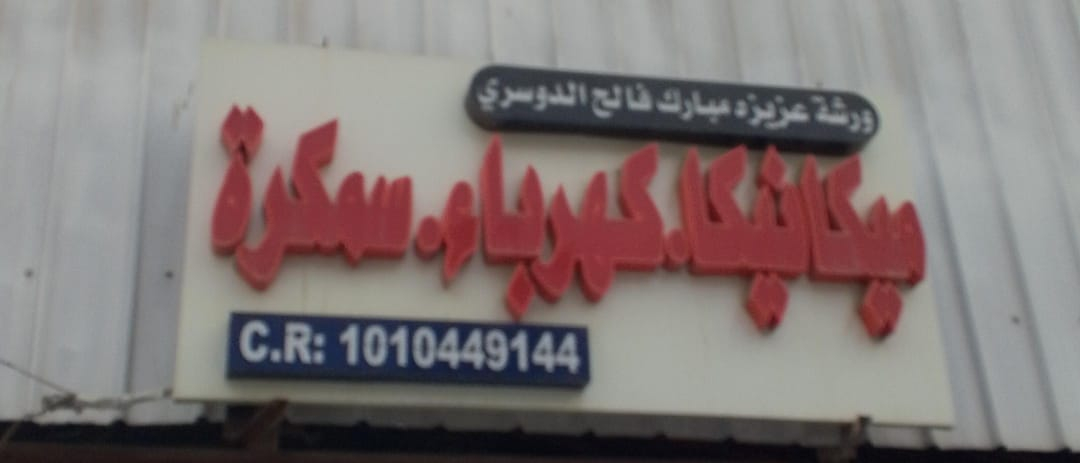 ورشة عزيزه مبارك فالح الدوسري
ميكانيكا. كهرباء. سمكرة
C.R: 1010449144